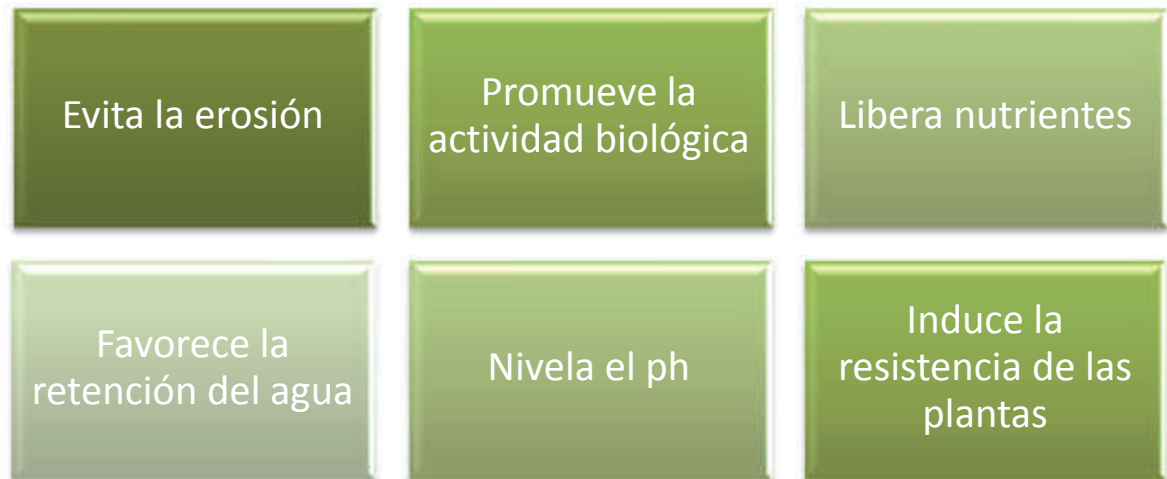 Evita la erosión
Promueve la
actividad biológica
Libera nutrientes
Favorece la
retención del agua
Nivela el ph
Induce la
resistencia de las
plantas